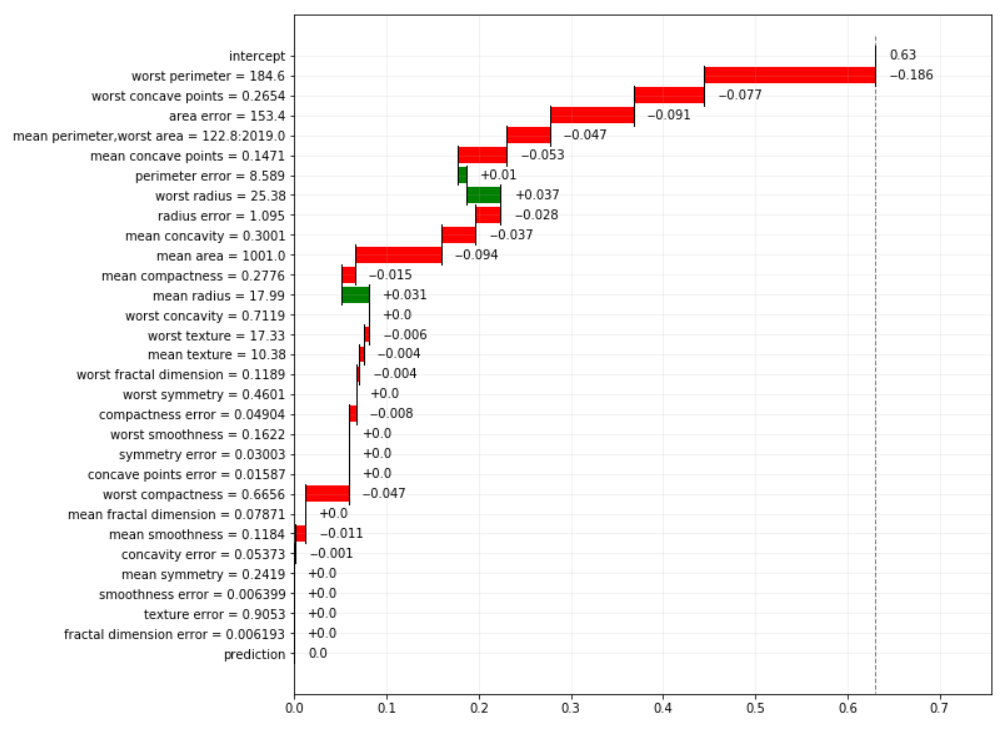 intercept 0.63
worst perimeter = 184.6 −0.186
worst concave points = 0.2654 −0.077
area error = 153.4 −0.091
mean perimeter,worst area = 122.8:2019.0 −0.047
mean concave points = 0.1471 −0.053
perimeter error = 8.589 +0.01
worst radius = 25.38 +0.037
radius error = 1.095 −0.028
mean concavity = 0.3001 −0.037
mean area = 1001.0 −0.094
mean compactness = 0.2776 −0.015
mean radius = 17.99 +0.031
worst concavity = 0.7119 +0.0
worst texture = 17.33 −0.006
mean texture = 10.38 −0.004
worst fractal dimension = 0.1189 −0.004
worst symmetry = 0.4601 +0.0
compactness error = 0.04904 −0.008
worst smoothness = 0.1622 +0.0
symmetry error = 0.03003 +0.0
concave points error = 0.01587 +0.0
worst compactness = 0.6656 −0.047
mean fractal dimension = 0.07871 +0.0
mean smoothness = 0.1184 −0.011
concavity error = 0.05373 −0.001
mean symmetry = 0.2419 +0.0
smoothness error = 0.006399 +0.0
texture error = 0.9053 +0.0
fractal dimension error = 0.006193 +0.0
prediction 0.0
0.0 0.1 0.2 0.3 0.4 0.5 0.6 0.7